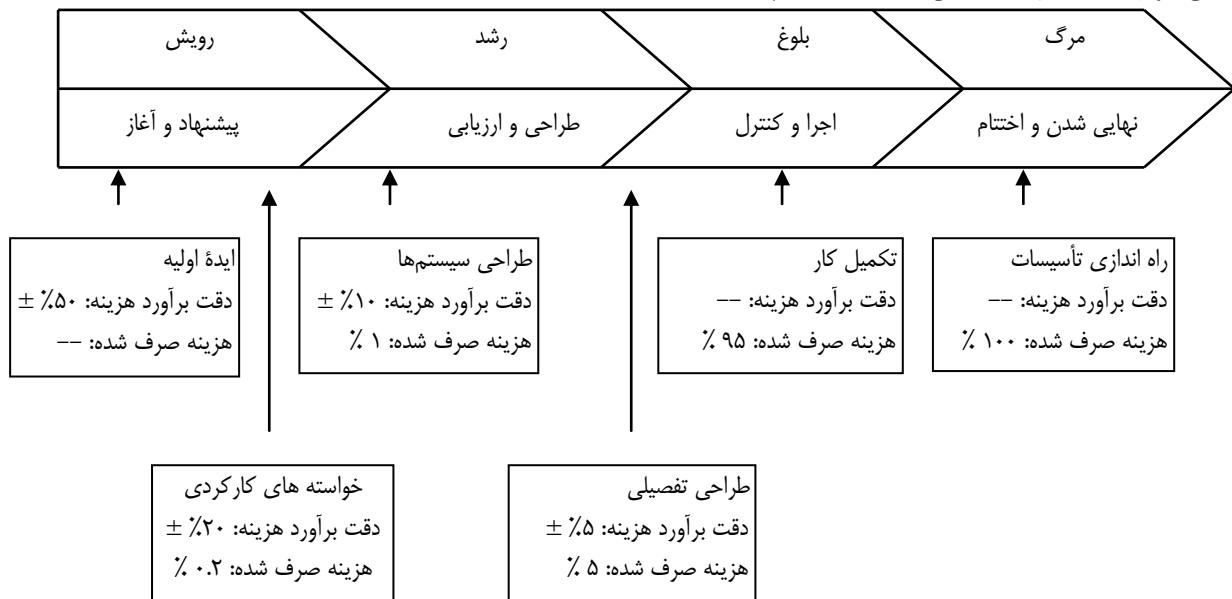 رویش
رشد
بلوغ
مرگ
پیشنهاد و آغاز
طراحی و ارزیابی
اجرا و کنترل
نهایی شدن و اختتام
ایدۀ اولیه
دقت برآورد هزینه: ۵۰٪ ±
هزینه صرف شده: --
طراحی سیستم‌ها
دقت برآورد هزینه: ۱۰٪ ±
هزینه صرف شده: ۱ ٪
تکمیل کار
دقت برآورد هزینه: --
هزینه صرف شده: ۹۵ ٪
راه اندازی تأسیسات
دقت برآورد هزینه: --
هزینه صرف شده: ۱۰۰ ٪
خواسته های کارکردی
دقت برآورد هزینه: ۲۰٪ ±
هزینه صرف شده: ۰.۲ ٪
طراحی تفصیلی
دقت برآورد هزینه: ۵٪ ±
هزینه صرف شده: ۵ ٪